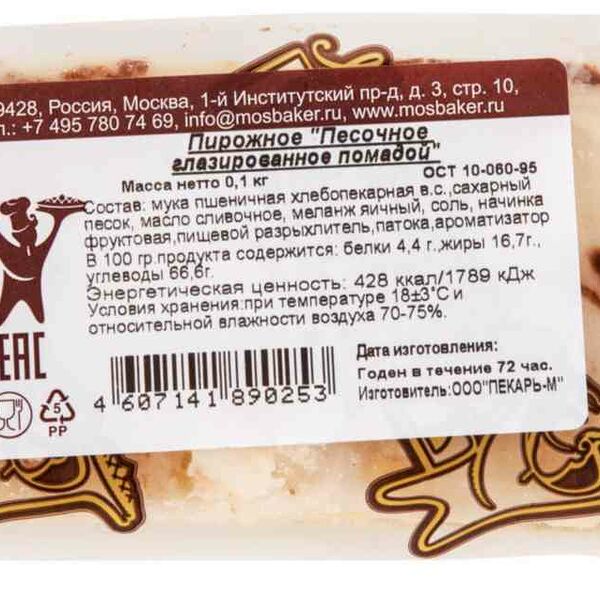 9428, Россия, Москва, 1-й Институтский пр-д, д. 3, стр. 10,
л.: +7 495 780 74 69, info@mosbaker.ru, www.mosbaker.ru
Пирожное "Песочное
глазированное помадой"
Масса нетто 0,1 кг ОСТ 10-060-95
Состав: мука пшеничная хлебопекарная в.с.,сахарный
песок, масло сливочное, меланж яичный, соль, начинка
фруктовая,пищевой разрыхлитель,патока,ароматизатор
В 100 гр.продукта содержится: белки 4,4 г.,жиры 16,7г.,
углеводы 66,6г.
Энергетическая ценность: 428 ккал/1789 кДж
Условия хранения:при температуре 18±3°С и
относительной влажности воздуха 70-75%.
EAC
Дата изготовления:
Годен в течение 72 час.
Изготовитель:ООО"ПЕКАРЬ-М"
4 607141 890253
5
PP